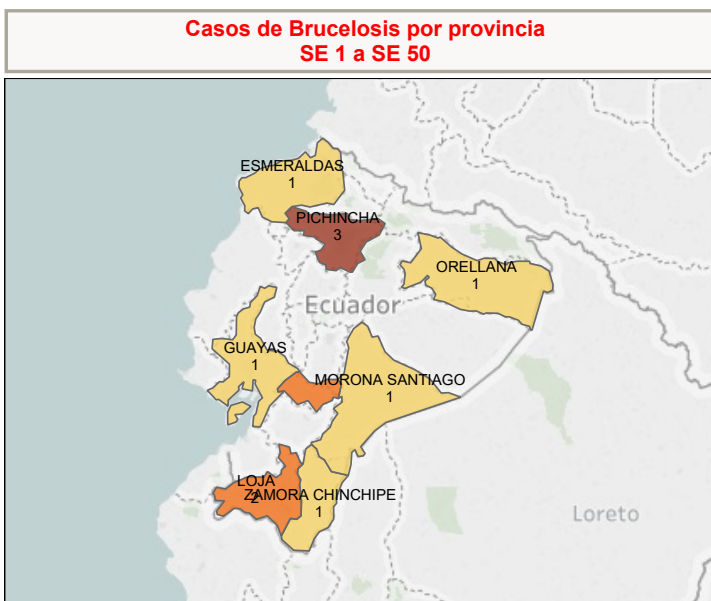 Casos de Brucelosis por provincia
SE 1 a SE 50
ESMERALDAS
1
PICHINCHA
3
ORELLANA
1
Ecuador
GUAYAS
1
MORONA SANTIAGO
1
LOJA
2
ZAMORA CHINCHIPE
1
Loreto